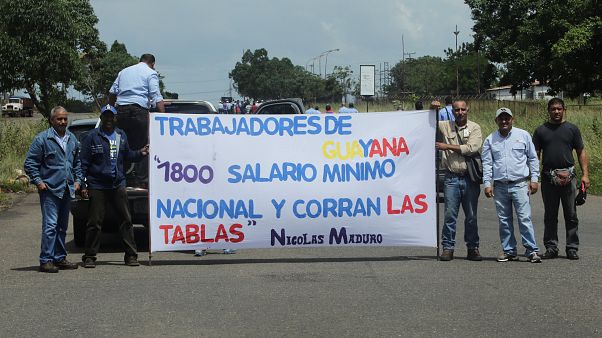 TRABAJADORES DE
GUAYANA
"1800 SALARIO MINIMO
NACIONAL Y CORRAN LAS
TABLAS" NICOLAS MADURO